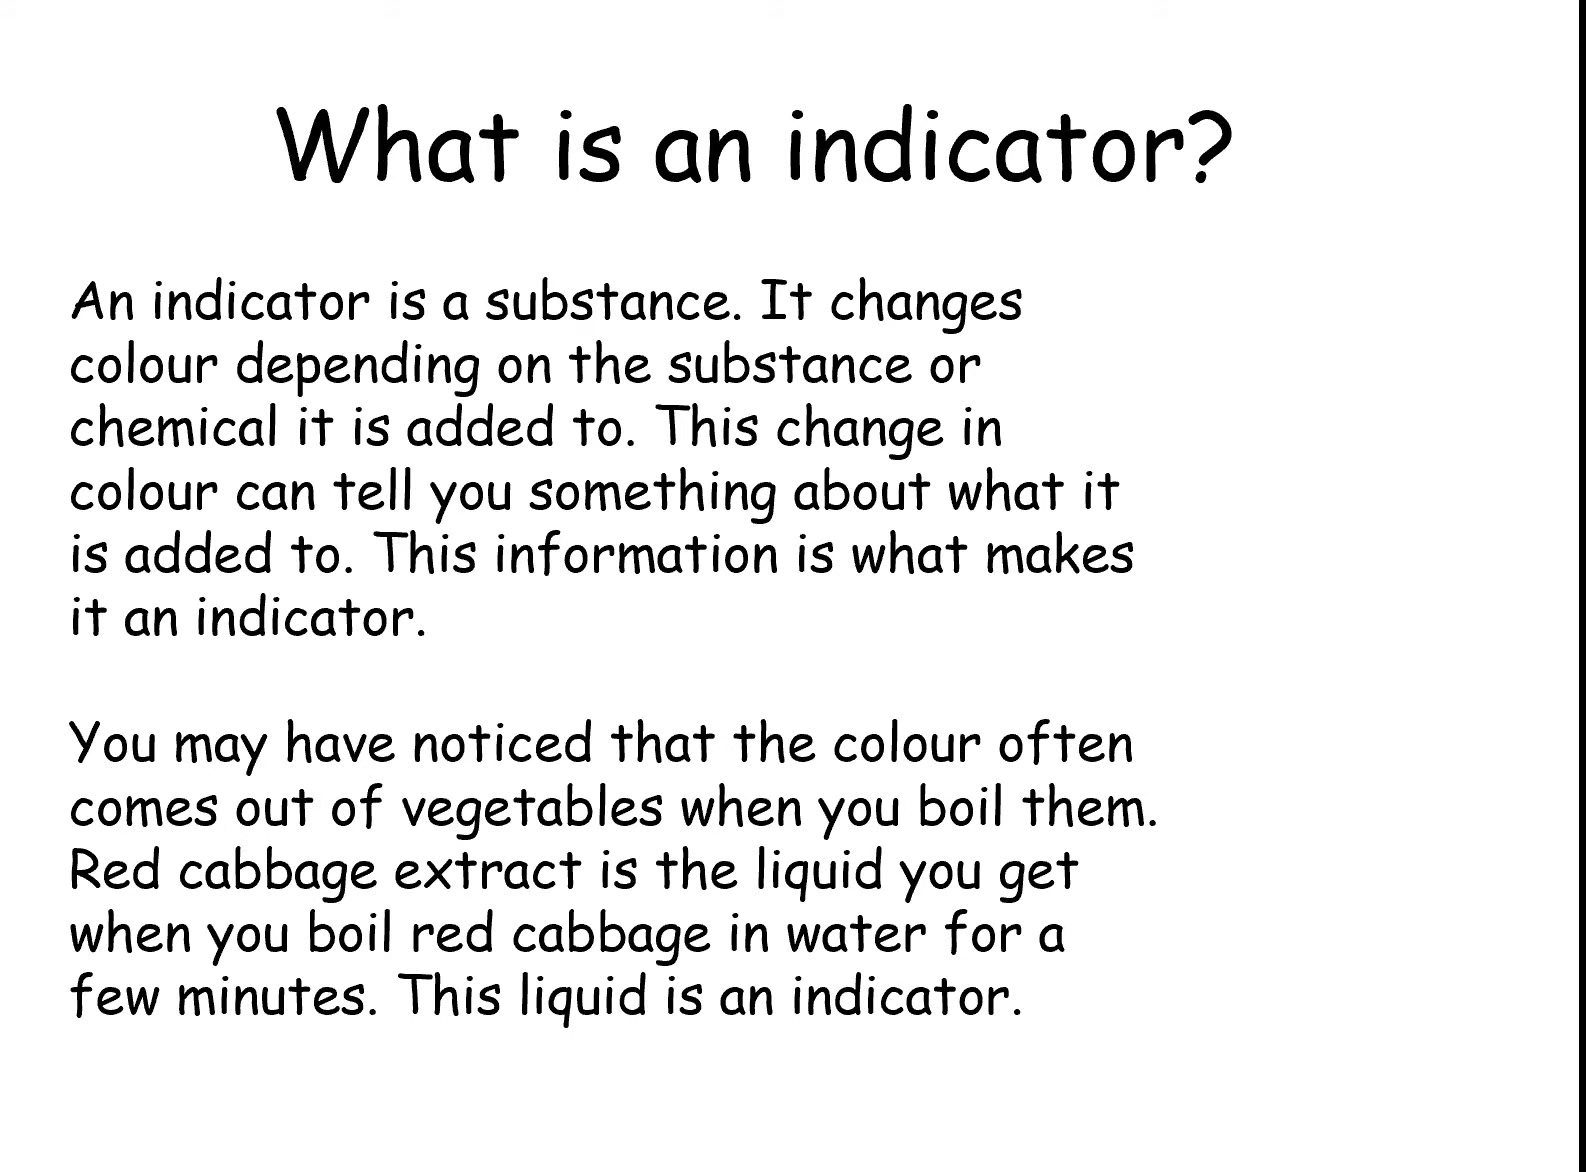 What is an indicator?
An indicator is a substance. It changes
colour depending on the substance or
chemical it is added to. This change in
colour can tell you something about what it
is added to. This information is what makes
it an indicator.
You may have noticed that the colour often
comes out of vegetables when you boil them.
Red cabbage extract is the liquid you get
when you boil red cabbage in water for a
few minutes. This liquid is an indicator.